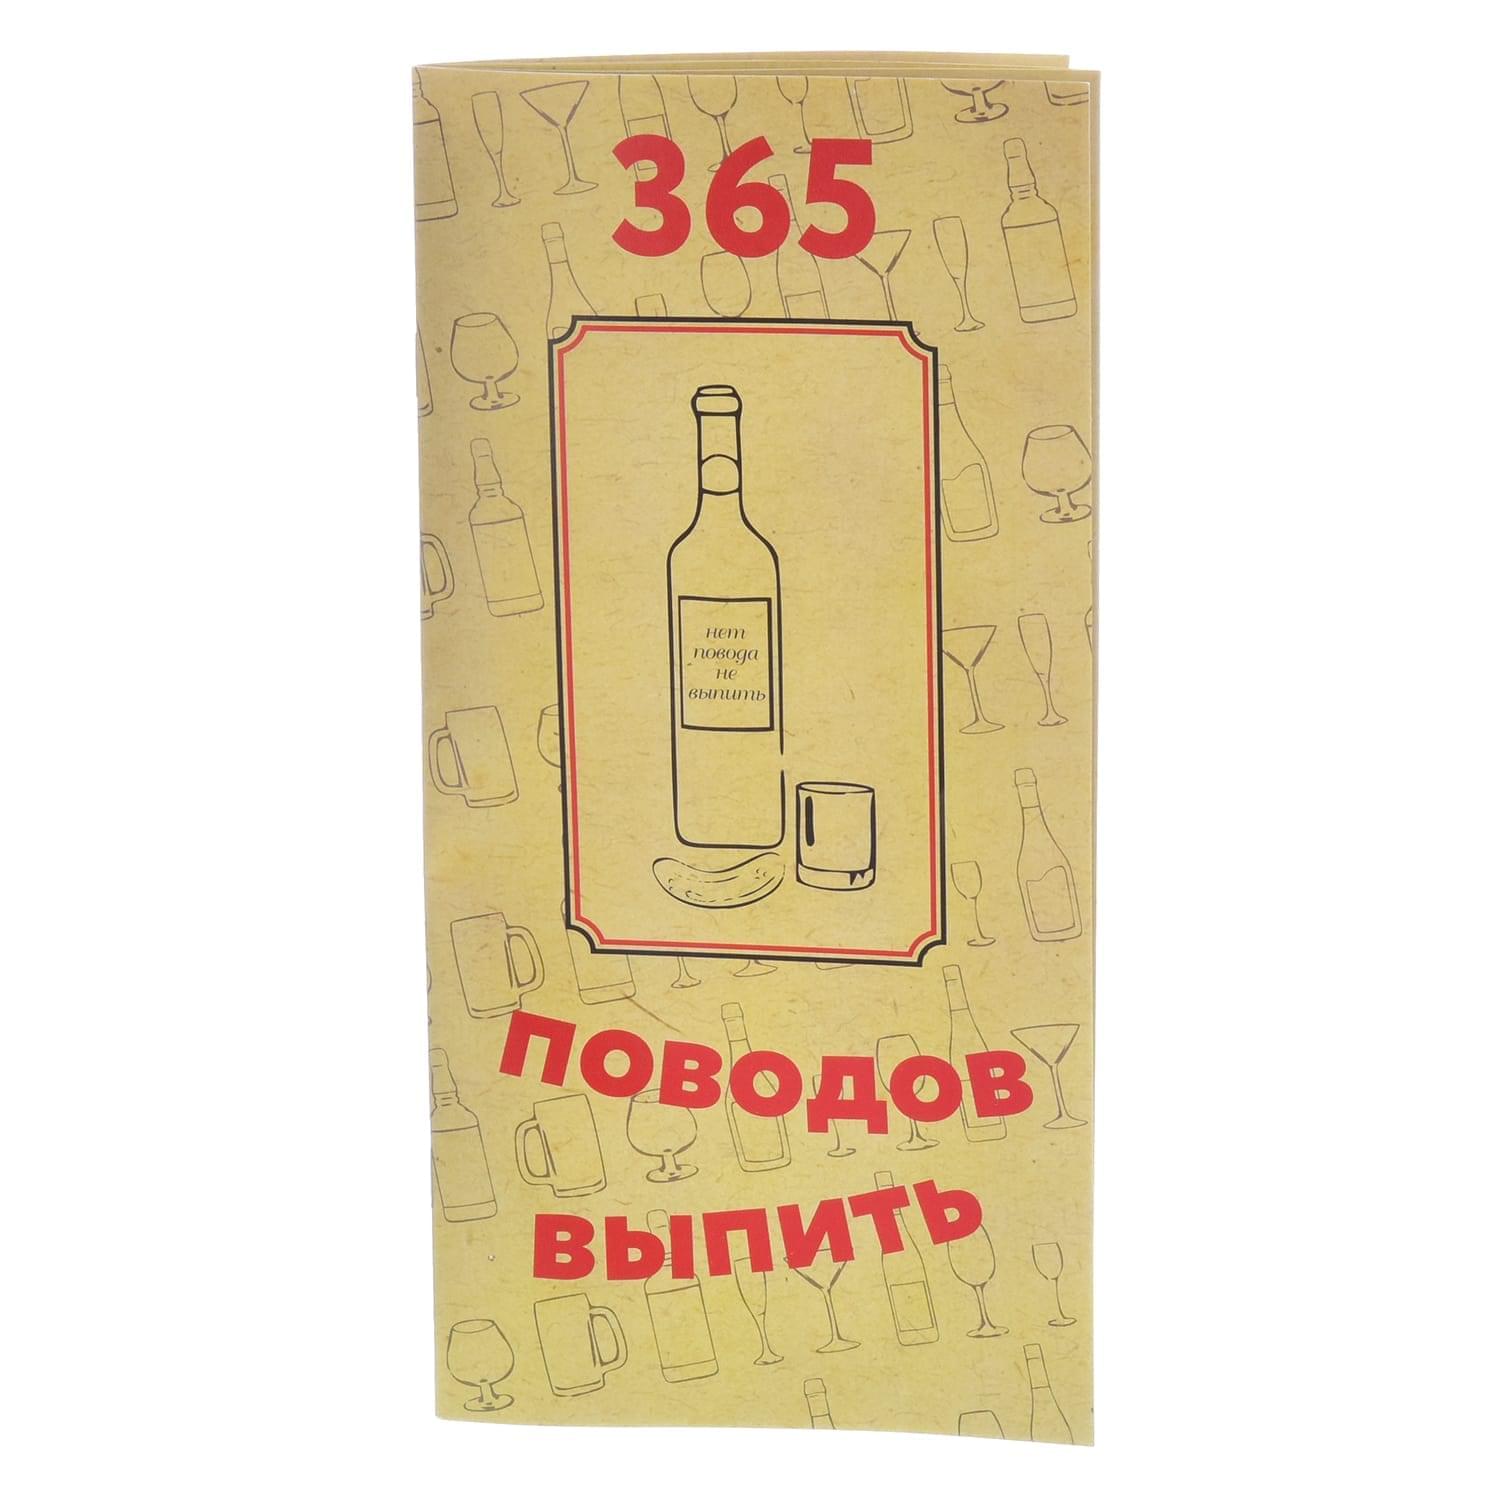 365
нет
повода
не
выпить
ПОВОДОВ
ВЫПИТЬ